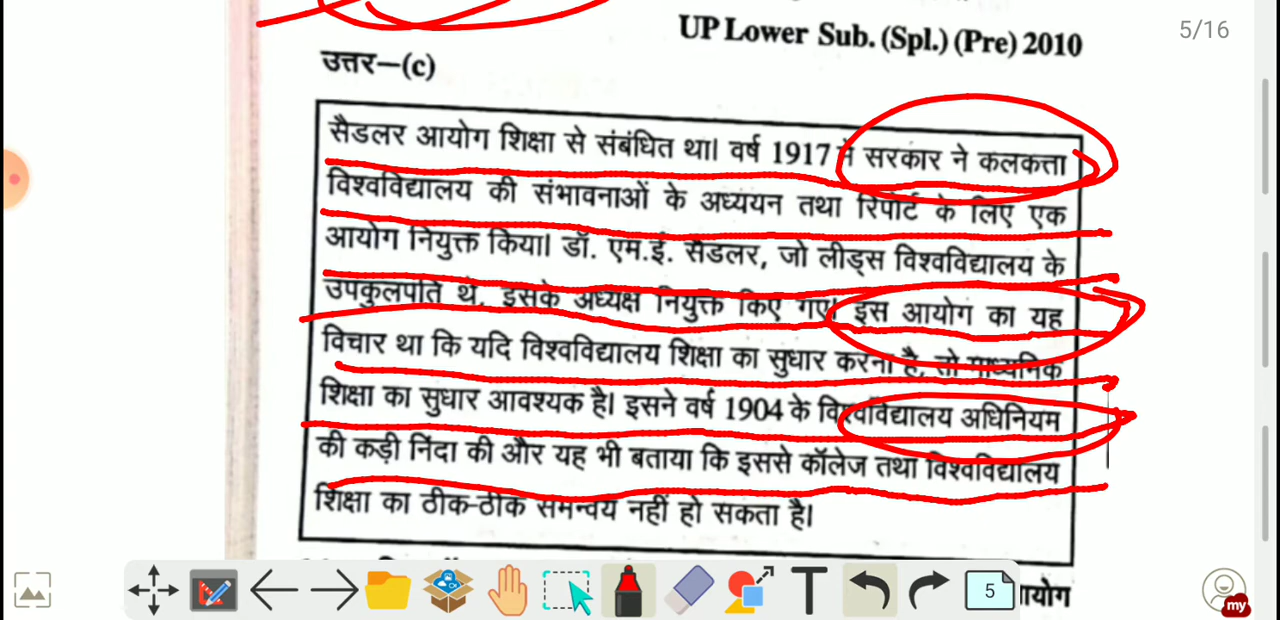 UP Lower Sub. (Spl.) (Pre) 2010
5/16
उत्तर–(c)
सैडलर आयोग शिक्षा से संबंधित था। वर्ष 1917 में सरकार ने कलकत्ता
विश्वविद्यालय की संभावनाओं के अध्ययन तथा रिपोर्ट के लिए एक
आयोग नियुक्त किया। डॉ. एम.ई. सैडलर, जो लीड्स विश्वविद्यालय के
उपकुलपति थे, इसके अध्यक्ष नियुक्त किए गए। इस आयोग का यह
विचार था कि यदि विश्वविद्यालय शिक्षा का सुधार करना है, तो माध्यमिक
शिक्षा का सुधार आवश्यक है। इसने वर्ष 1904 के विश्वविद्यालय अधिनियम
की कड़ी निंदा की और यह भी बताया कि इससे कॉलेज तथा विश्वविद्यालय
शिक्षा का ठीक-ठीक समन्वय नहीं हो सकता है।
T
5
my